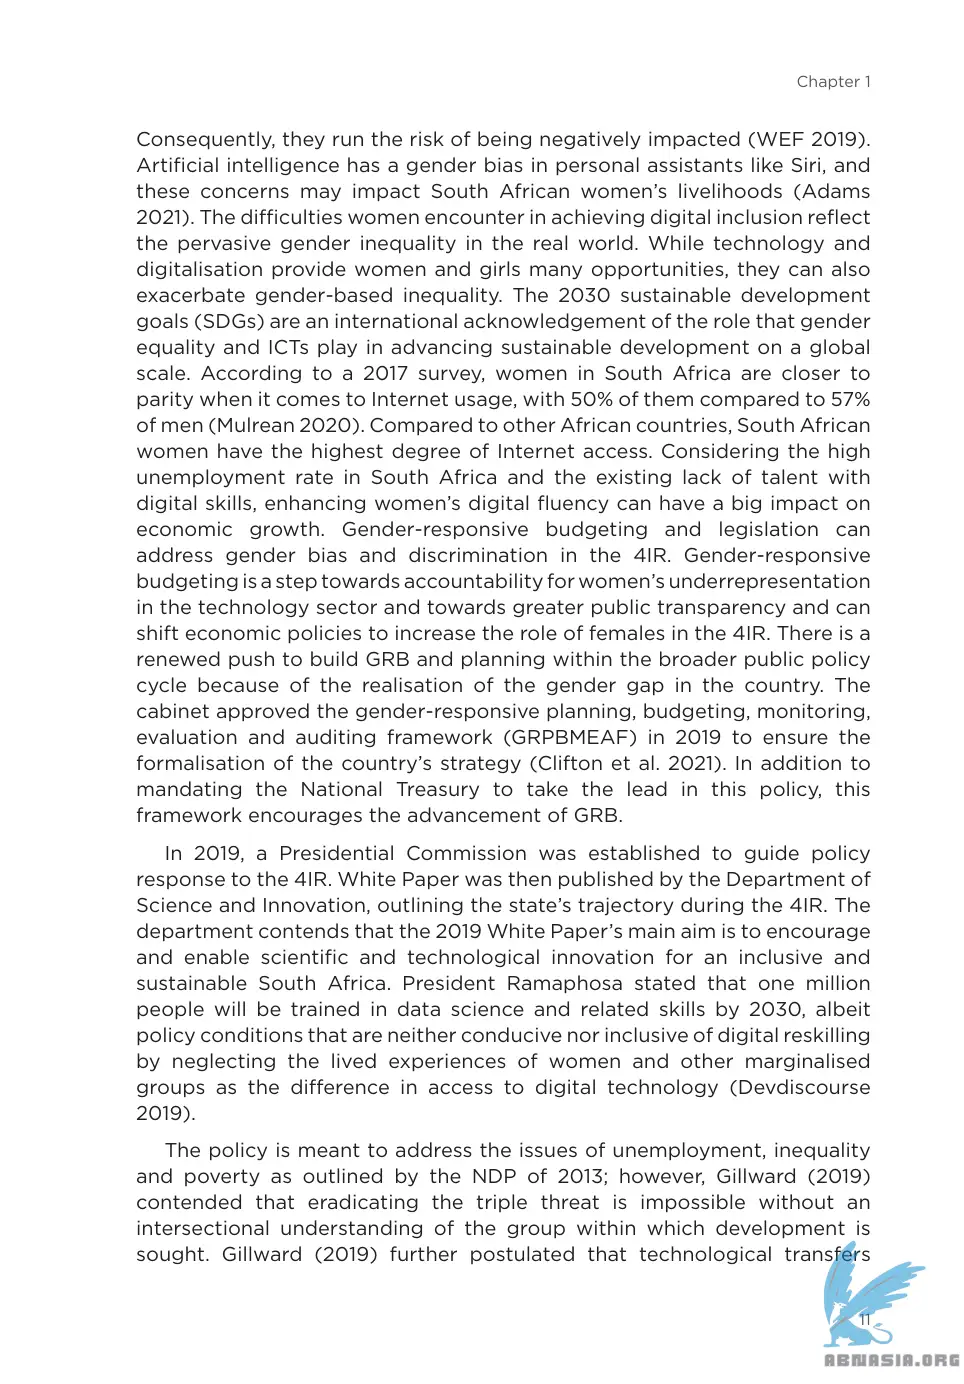 Chapter 1
Consequently, they run the risk of being negatively impacted (WEF 2019).
Artificial intelligence has a gender bias in personal assistants like Siri, and
these concerns may impact South African women's livelihoods (Adams
2021). The difficulties women encounter in achieving digital inclusion reflect
the pervasive gender inequality in the real world. While technology and
digitalisation provide women and girls many opportunities, they can also
exacerbate gender-based inequality. The 2030 sustainable development
goals (SDGs) are an international acknowledgement of the role that gender
equality and ICTs play in advancing sustainable development on a global
scale. According to a 2017 survey, women in South Africa are closer to
parity when it comes to Internet usage, with 50% of them compared to 57%
of men (Mulrean 2020). Compared to other African countries, South African
women have the highest degree of Internet access. Considering the high
unemployment rate in South Africa and the existing lack of talent with
digital skills, enhancing women's digital fluency can have a big impact on
economic growth. Gender-responsive budgeting and legislation can
address gender bias and discrimination in the 4IR. Gender-responsive
budgeting is a step towards accountability for women's underrepresentation
in the technology sector and towards greater public transparency and can
shift economic policies to increase the role of females in the 4IR. There is a
renewed push to build GRB and planning within the broader public policy
cycle because of the realisation of the gender gap in the country. The
cabinet approved the gender-responsive planning, budgeting, monitoring,
evaluation and auditing framework (GRPBMEAF) in 2019 to ensure the
formalisation of the country's strategy (Clifton et al. 2021). In addition to
mandating the National Treasury to take the lead in this policy, this
framework encourages the advancement of GRB.
In 2019, a Presidential Commission was established to guide policy
response to the 4IR. White Paper was then published by the Department of
Science and Innovation, outlining the state's trajectory during the 4IR. The
department contends that the 2019 White Paper's main aim is to encourage
and enable scientific and technological innovation for an inclusive and
sustainable South Africa. President Ramaphosa stated that one million
people will be trained in data science and related skills by 2030, albeit
policy conditions that are neither conducive nor inclusive of digital reskilling
by neglecting the lived experiences of women and other marginalised
groups as the difference in access to digital technology (Devdiscourse
2019).
The policy is meant to address the issues of unemployment, inequality
and poverty as outlined by the NDP of 2013; however, Gillward (2019)
contended that eradicating the triple threat is impossible without an
intersectional understanding of the group within which development is
sought. Gillward (2019) further postulated that technological transfers
11
ABNASIA.ORG